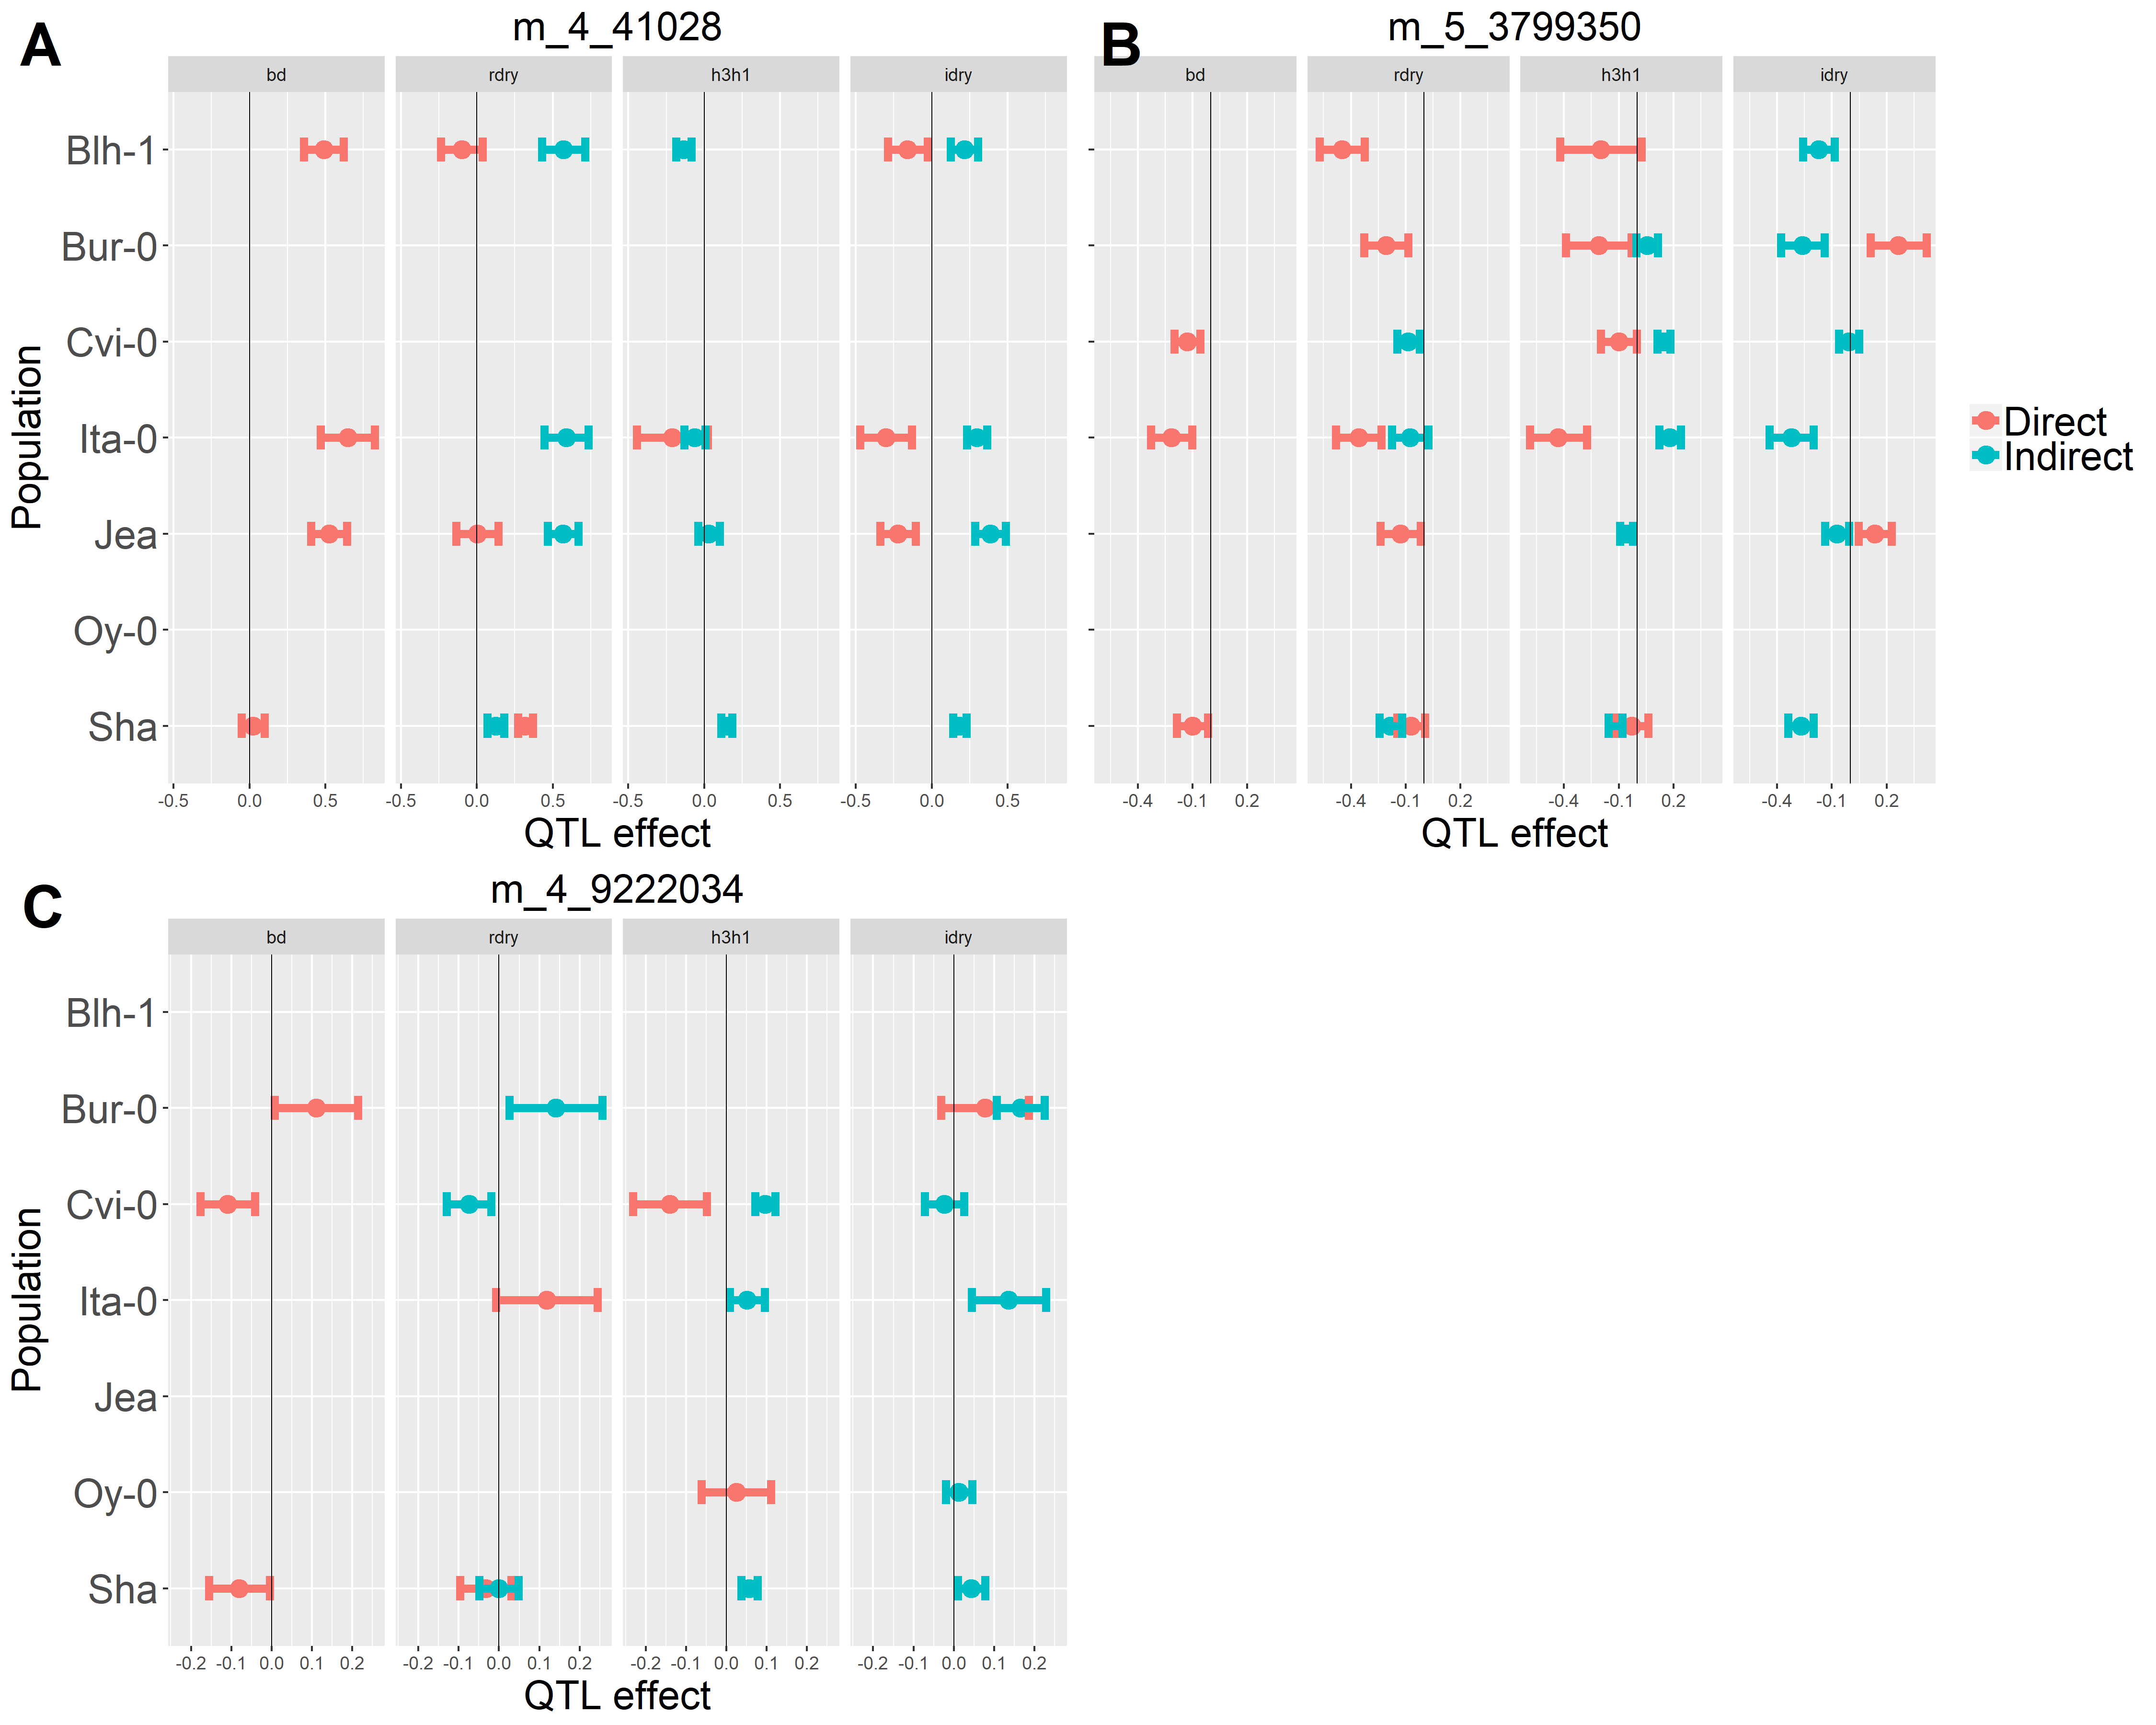 A
m_4_41028
bd rdry h3h1 idry
Population
Blh-1
Bur-0
Cvi-0
Ita-0
Jea
Oy-0
Sha
-0.5 0.0 0.5 -0.5 0.0 0.5 -0.5 0.0 0.5 -0.5 0.0 0.5
QTL effect
B
m_5_3799350
bd rdry h3h1 idry
-0.4 -0.1 0.2 -0.4 -0.1 0.2 -0.4 -0.1 0.2 -0.4 -0.1 0.2
QTL effect
Direct
Indirect
C
m_4_9222034
bd rdry h3h1 idry
Population
Blh-1
Bur-0
Cvi-0
Ita-0
Jea
Oy-0
Sha
-0.2 -0.1 0.0 0.1 0.2 -0.2 -0.1 0.0 0.1 0.2 -0.2 -0.1 0.0 0.1 0.2 -0.2 -0.1 0.0 0.1 0.2
QTL effect